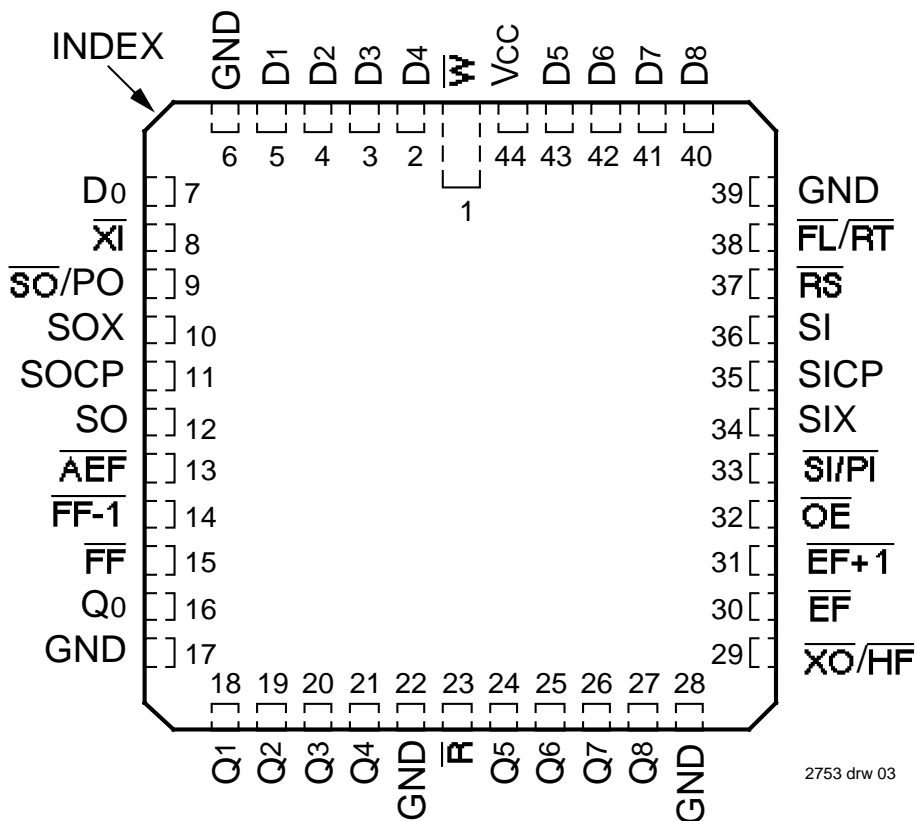 INDEX
GND D1 D2 D3 D4 W̅ VCC D5 D6 D7 D8
6 5 4 3 2 44 43 42 41 40
1
D0 7 39 GND
X̅I̅ 8 38 F̅L̅/R̅T̅
S̅O̅/PO 9 37 R̅S̅
SOX 10 36 SI
SOCP 11 35 SICP
SO 12 34 SIX
A̅E̅F̅ 13 33 S̅I̅/̅P̅I̅
F̅F̅-̅1̅ 14 32 O̅E̅
F̅F̅ 15 31 E̅F̅+̅1̅
Q0 16 30 E̅F̅
GND 17 29 X̅O̅/H̅F̅
18 19 20 21 22 23 24 25 26 27 28
Q1 Q2 Q3 Q4 GND R̅ Q5 Q6 Q7 Q8 GND
2753 drw 03